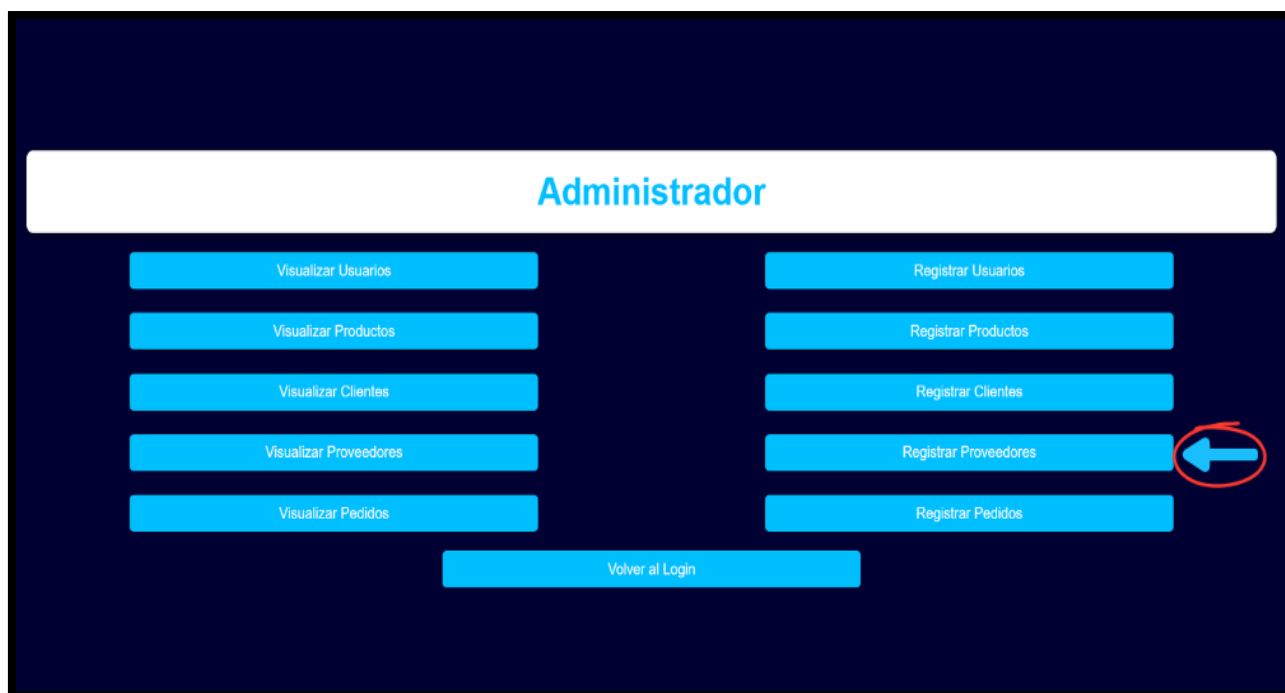 Administrador
Visualizar Usuarios
Registrar Usuarios
Visualizar Productos
Registrar Productos
Visualizar Clientes
Registrar Clientes
Visualizar Proveedores
Registrar Proveedores
Visualizar Pedidos
Registrar Pedidos
Volver al Login